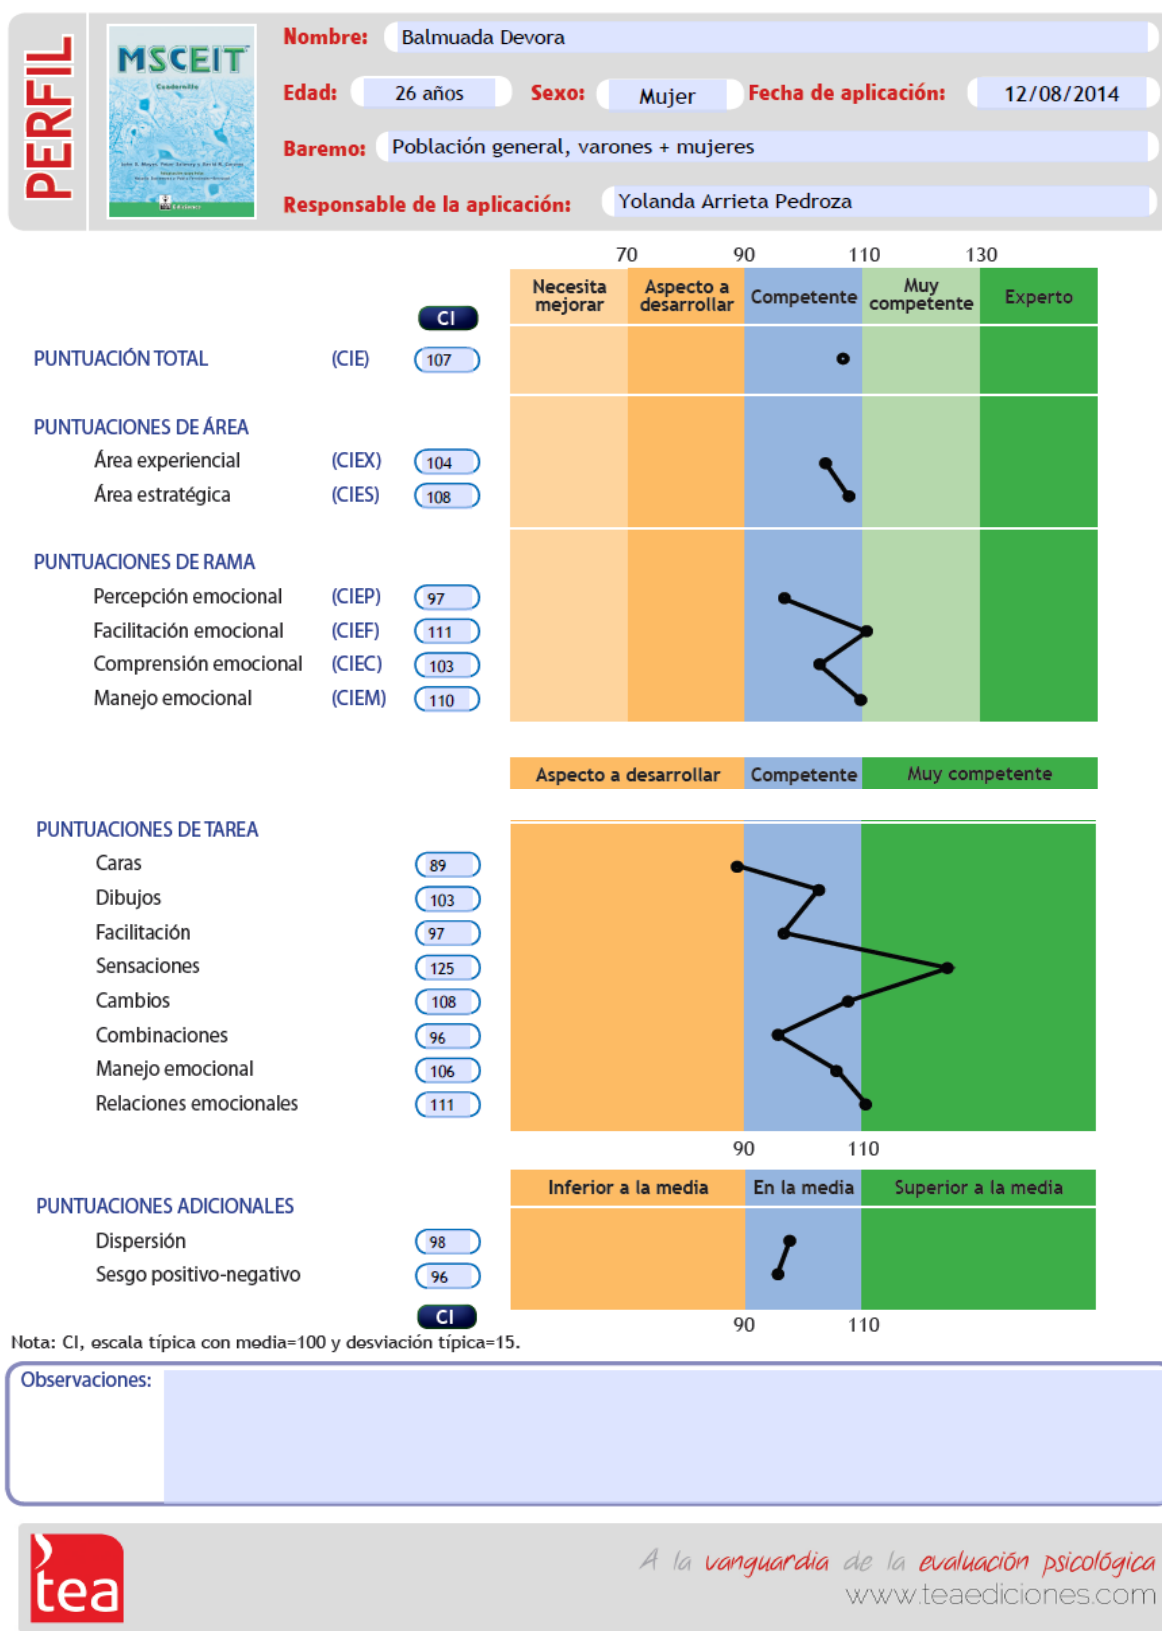 PERFIL
MSCEIT
Cuadernillo
Nombre: Balmuada Devora
Edad: 26 años Sexo: Mujer Fecha de aplicación: 12/08/2014
Baremo: Población general, varones + mujeres
Responsable de la aplicación: Yolanda Arrieta Pedroza
70 90 110 130
Necesita mejorar Aspecto a desarrollar Competente Muy competente Experto
CI
PUNTUACIÓN TOTAL (CIE) 107
PUNTUACIONES DE ÁREA
Área experiencial (CIEX) 104
Área estratégica (CIES) 108
PUNTUACIONES DE RAMA
Percepción emocional (CIEP) 97
Facilitación emocional (CIEF) 111
Comprensión emocional (CIEC) 103
Manejo emocional (CIEM) 110
Aspecto a desarrollar Competente Muy competente
PUNTUACIONES DE TAREA
Caras 89
Dibujos 103
Facilitación 97
Sensaciones 125
Cambios 108
Combinaciones 96
Manejo emocional 106
Relaciones emocionales 111
90 110
Inferior a la media En la media Superior a la media
PUNTUACIONES ADICIONALES
Dispersión 98
Sesgo positivo-negativo 96
CI
90 110
Nota: CI, escala típica con media=100 y desviación típica=15.
Observaciones:
tea
A la vanguardia de la evaluación psicológica
www.teaediciones.com